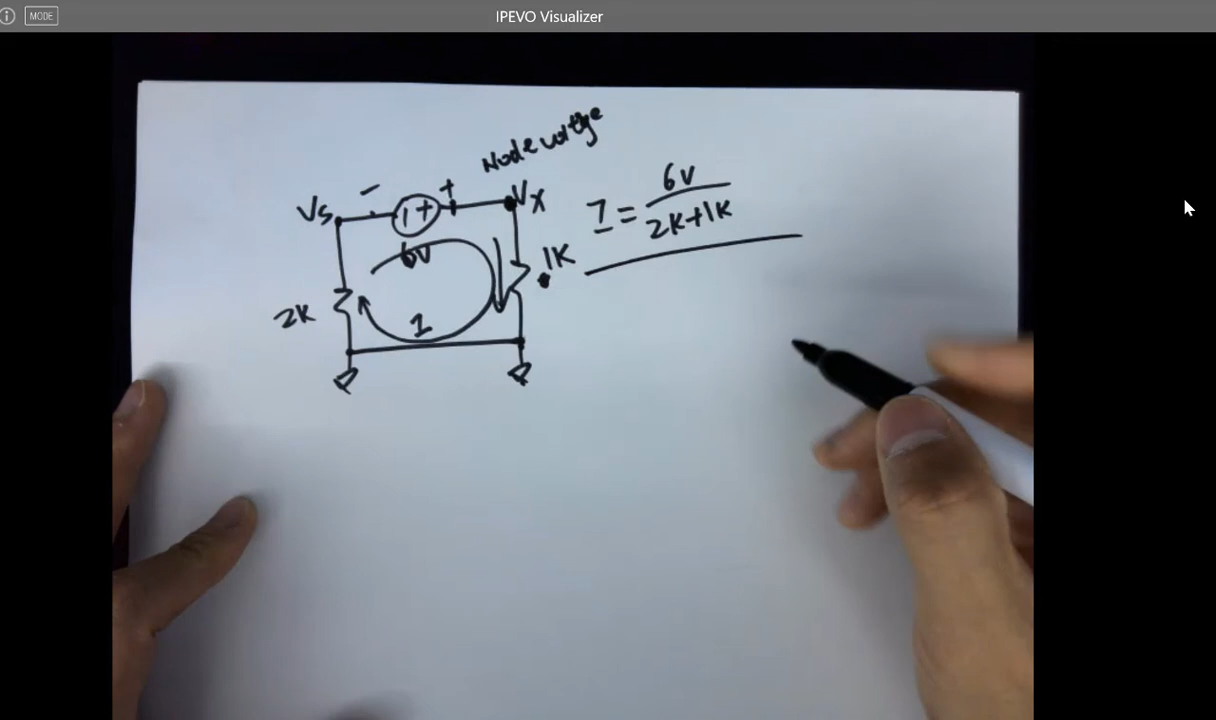 MODE
IPEVO Visualizer
Node voltage
Vs - + Vx
6V
2K
1K
I
I = 6V
2K+1K